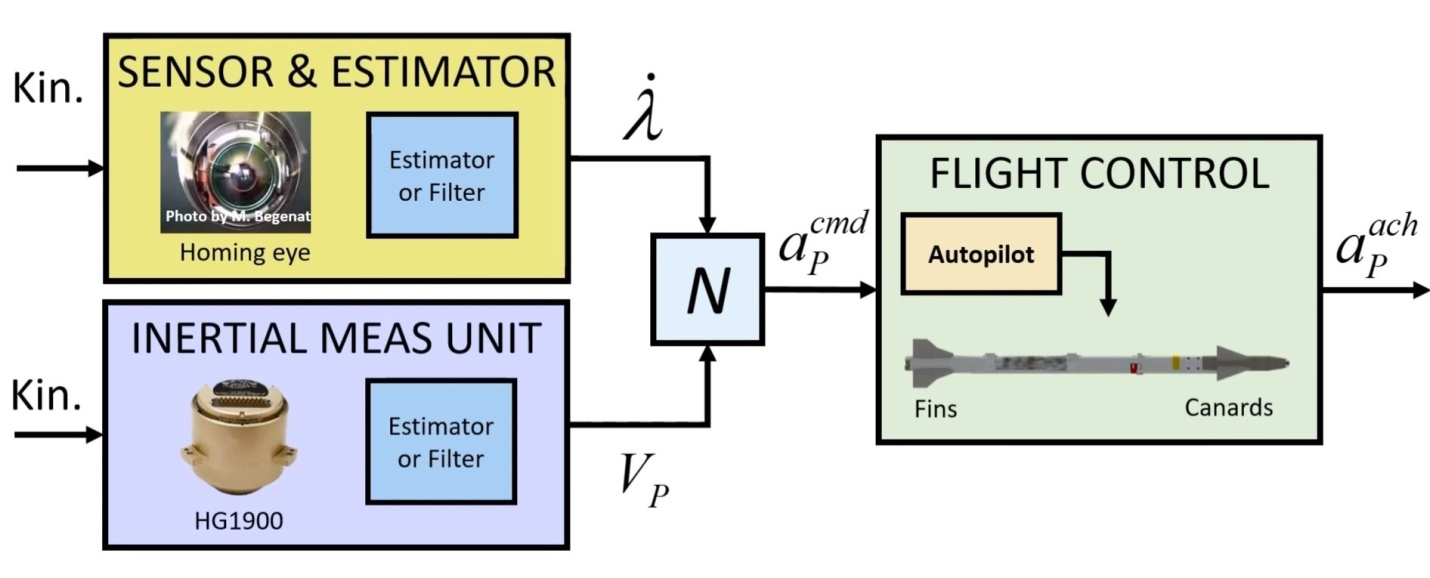 Kin.
SENSOR & ESTIMATOR
Photo by M. Begenat
Homing eye
Estimator
or Filter
λ̇
Kin.
INERTIAL MEAS UNIT
HG1900
Estimator
or Filter
V_P
N
a_P^cmd
FLIGHT CONTROL
Autopilot
Fins
Canards
a_P^ach